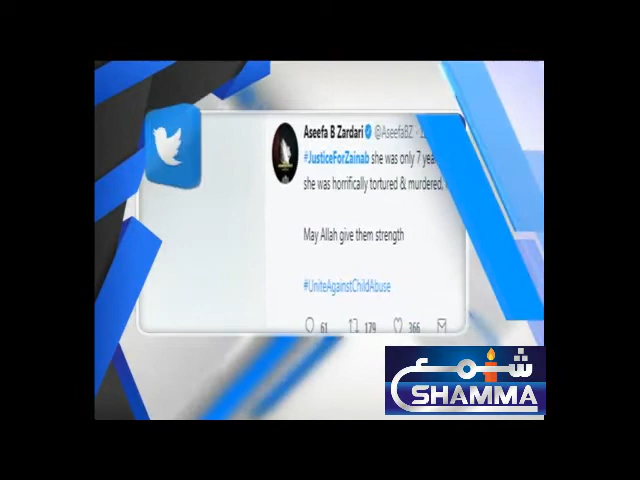 Aseefa B Zardari @AseefaBZ
#JusticeForZainab she was only 7
she was horrifically tortured & murdered,
May Allah give them strength
#UniteAgainstChildAbuse
61 179 366
شمع
SHAMMA